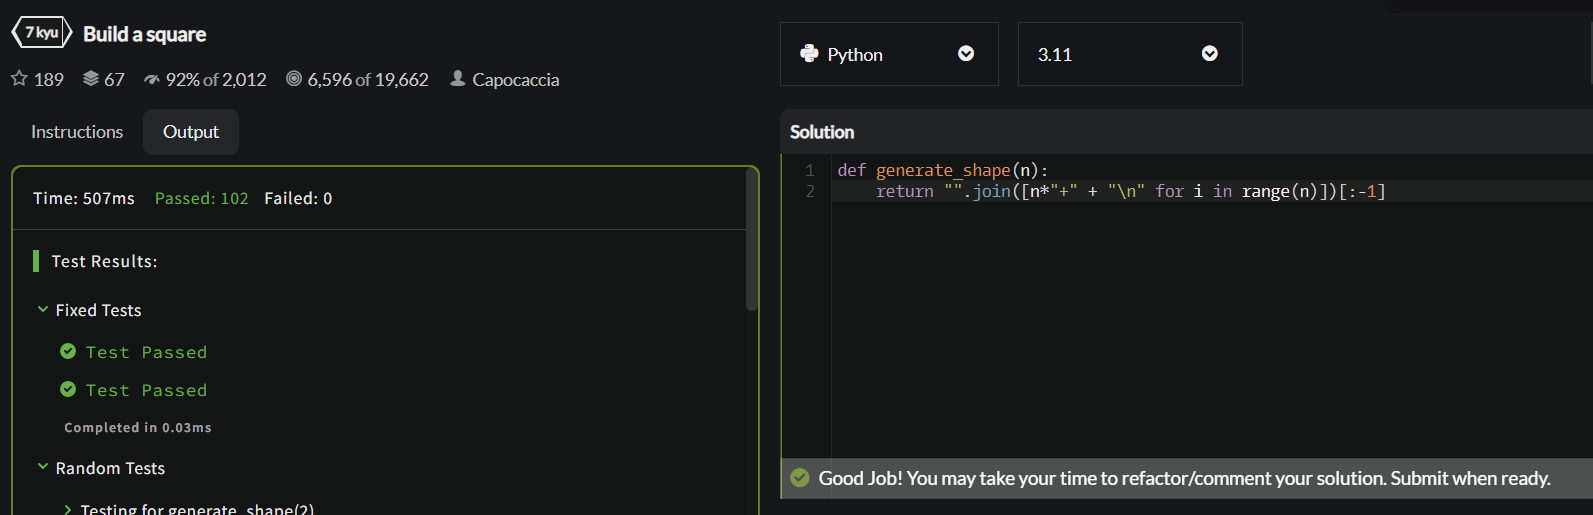 7 kyu Build a square
189 67 92% of 2,012 6,596 of 19,662 Capocaccia
Instructions Output
Time: 507ms Passed: 102 Failed: 0
Test Results:
Fixed Tests
Test Passed
Test Passed
Completed in 0.03ms
Random Tests
Testing for generate_shape(2)
Python 3.11
Solution
1 def generate_shape(n):
2 return "".join([n*"+" + "\n" for i in range(n)])[:-1]
Good Job! You may take your time to refactor/comment your solution. Submit when ready.